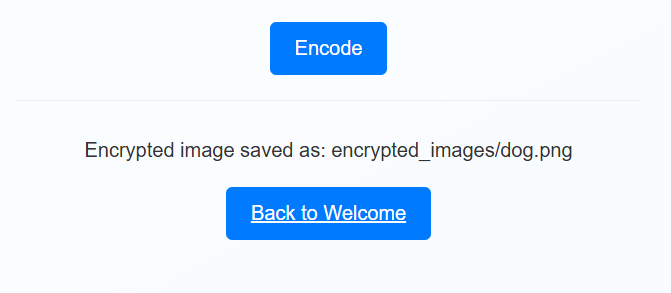 Encode
Encrypted image saved as: encrypted_images/dog.png
Back to Welcome